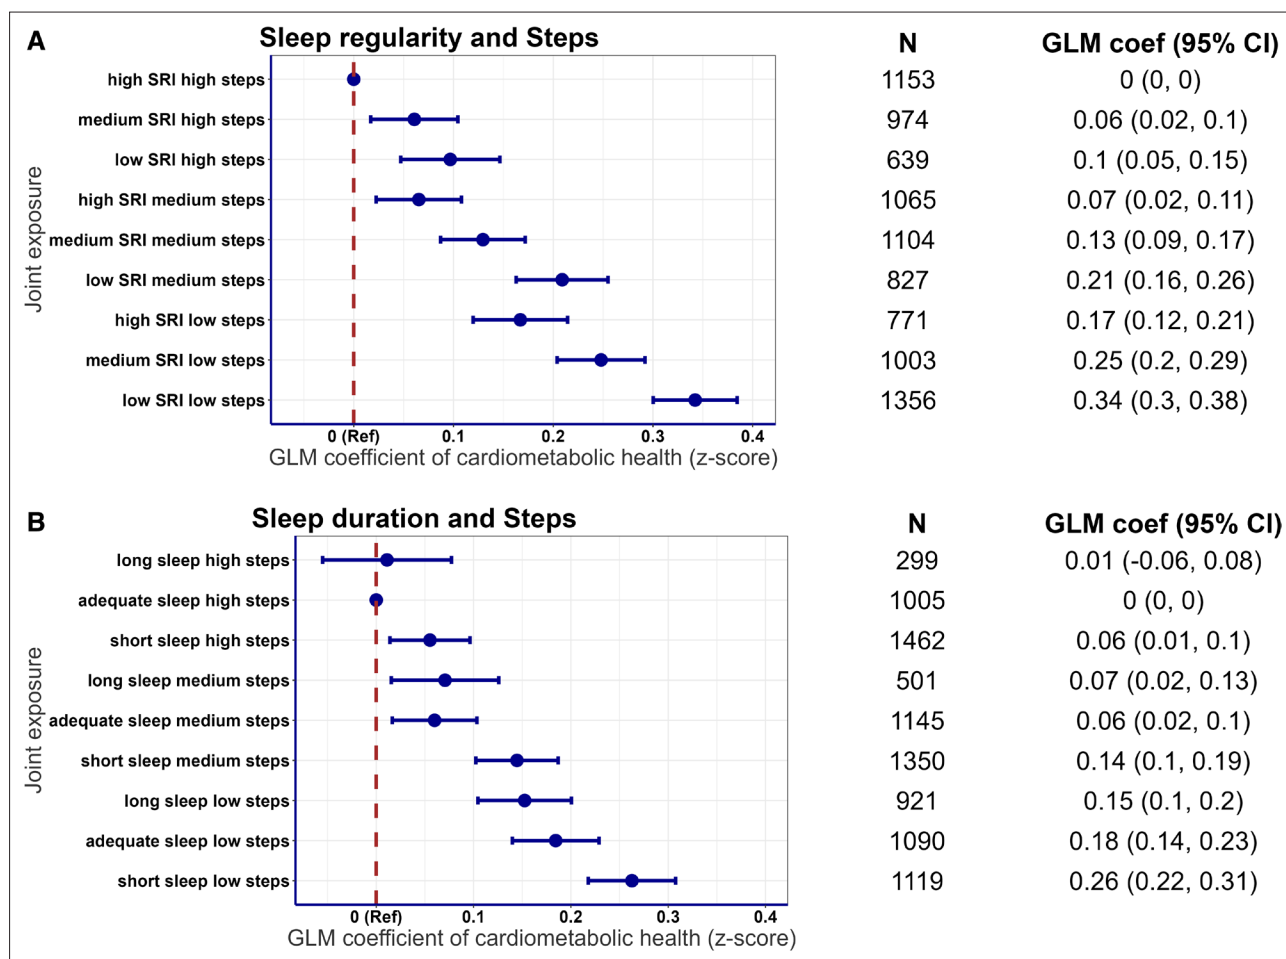 A Sleep regularity and Steps N GLM coef (95% CI)
high SRI high steps 1153 0 (0, 0)
medium SRI high steps 974 0.06 (0.02, 0.1)
low SRI high steps 639 0.1 (0.05, 0.15)
high SRI medium steps 1065 0.07 (0.02, 0.11)
medium SRI medium steps 1104 0.13 (0.09, 0.17)
low SRI medium steps 827 0.21 (0.16, 0.26)
high SRI low steps 771 0.17 (0.12, 0.21)
medium SRI low steps 1003 0.25 (0.2, 0.29)
low SRI low steps 1356 0.34 (0.3, 0.38)
Joint exposure
0 (Ref) 0.1 0.2 0.3 0.4
GLM coefficient of cardiometabolic health (z-score)
B Sleep duration and Steps N GLM coef (95% CI)
long sleep high steps 299 0.01 (-0.06, 0.08)
adequate sleep high steps 1005 0 (0, 0)
short sleep high steps 1462 0.06 (0.01, 0.1)
long sleep medium steps 501 0.07 (0.02, 0.13)
adequate sleep medium steps 1145 0.06 (0.02, 0.1)
short sleep medium steps 1350 0.14 (0.1, 0.19)
long sleep low steps 921 0.15 (0.1, 0.2)
adequate sleep low steps 1090 0.18 (0.14, 0.23)
short sleep low steps 1119 0.26 (0.22, 0.31)
Joint exposure
0 (Ref) 0.1 0.2 0.3 0.4
GLM coefficient of cardiometabolic health (z-score)